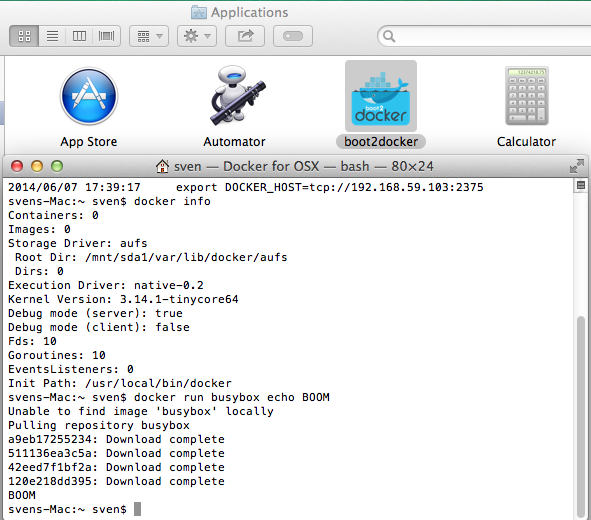 Applications
12374218.75
boot2
docker
App Store
Automator
boot2docker
Calculator
sven — Docker for OSX — bash — 80×24
2014/06/07 17:39:17     export DOCKER_HOST=tcp://192.168.59.103:2375
svens-Mac:~ sven$ docker info
Containers: 0
Images: 0
Storage Driver: aufs
 Root Dir: /mnt/sda1/var/lib/docker/aufs
 Dirs: 0
Execution Driver: native-0.2
Kernel Version: 3.14.1-tinycore64
Debug mode (server): true
Debug mode (client): false
Fds: 10
Goroutines: 10
EventsListeners: 0
Init Path: /usr/local/bin/docker
svens-Mac:~ sven$ docker run busybox echo BOOM
Unable to find image 'busybox' locally
Pulling repository busybox
a9eb17255234: Download complete
511136ea3c5a: Download complete
42eed7f1bf2a: Download complete
120e218dd395: Download complete
BOOM
svens-Mac:~ sven$